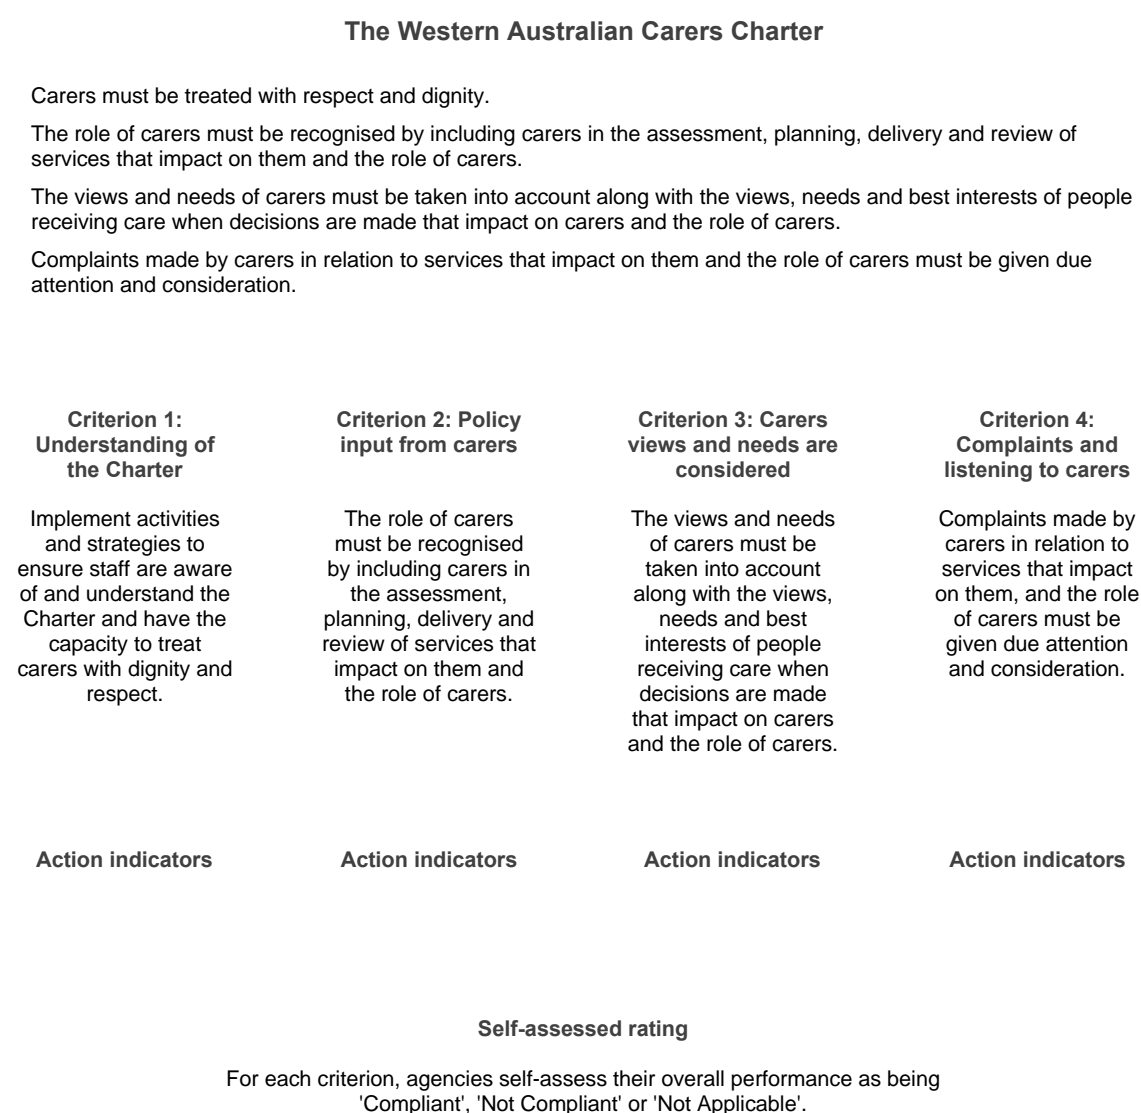 The Western Australian Carers Charter
Carers must be treated with respect and dignity.
The role of carers must be recognised by including carers in the assessment, planning, delivery and review of
services that impact on them and the role of carers.
The views and needs of carers must be taken into account along with the views, needs and best interests of people
receiving care when decisions are made that impact on carers and the role of carers.
Complaints made by carers in relation to services that impact on them and the role of carers must be given due
attention and consideration.
Criterion 1:
Understanding of
the Charter
Implement activities
and strategies to
ensure staff are aware
of and understand the
Charter and have the
capacity to treat
carers with dignity and
respect.
Action indicators
Criterion 2: Policy
input from carers
The role of carers
must be recognised
by including carers in
the assessment,
planning, delivery and
review of services that
impact on them and
the role of carers.
Action indicators
Criterion 3: Carers
views and needs are
considered
The views and needs
of carers must be
taken into account
along with the views,
needs and best
interests of people
receiving care when
decisions are made
that impact on carers
and the role of carers.
Action indicators
Criterion 4:
Complaints and
listening to carers
Complaints made by
carers in relation to
services that impact
on them, and the role
of carers must be
given due attention
and consideration.
Action indicators
Self-assessed rating
For each criterion, agencies self-assess their overall performance as being
'Compliant', 'Not Compliant' or 'Not Applicable'.